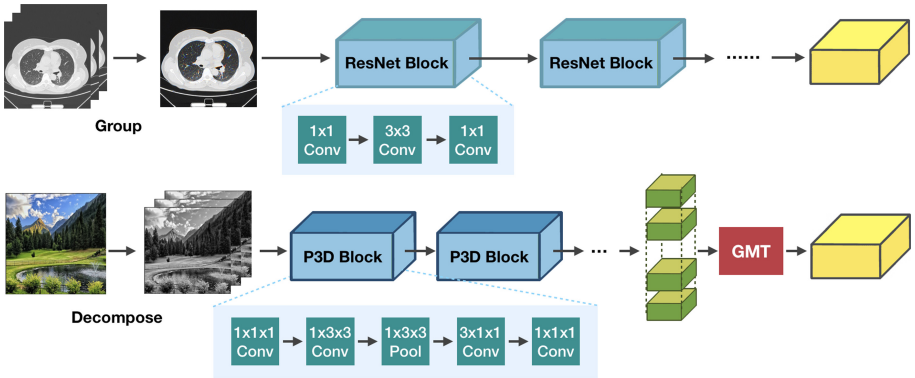 Group
ResNet Block
ResNet Block
......
1x1
Conv
3x3
Conv
1x1
Conv
Decompose
P3D Block
P3D Block
...
GMT
1x1x1
Conv
1x3x3
Conv
1x3x3
Pool
3x1x1
Conv
1x1x1
Conv